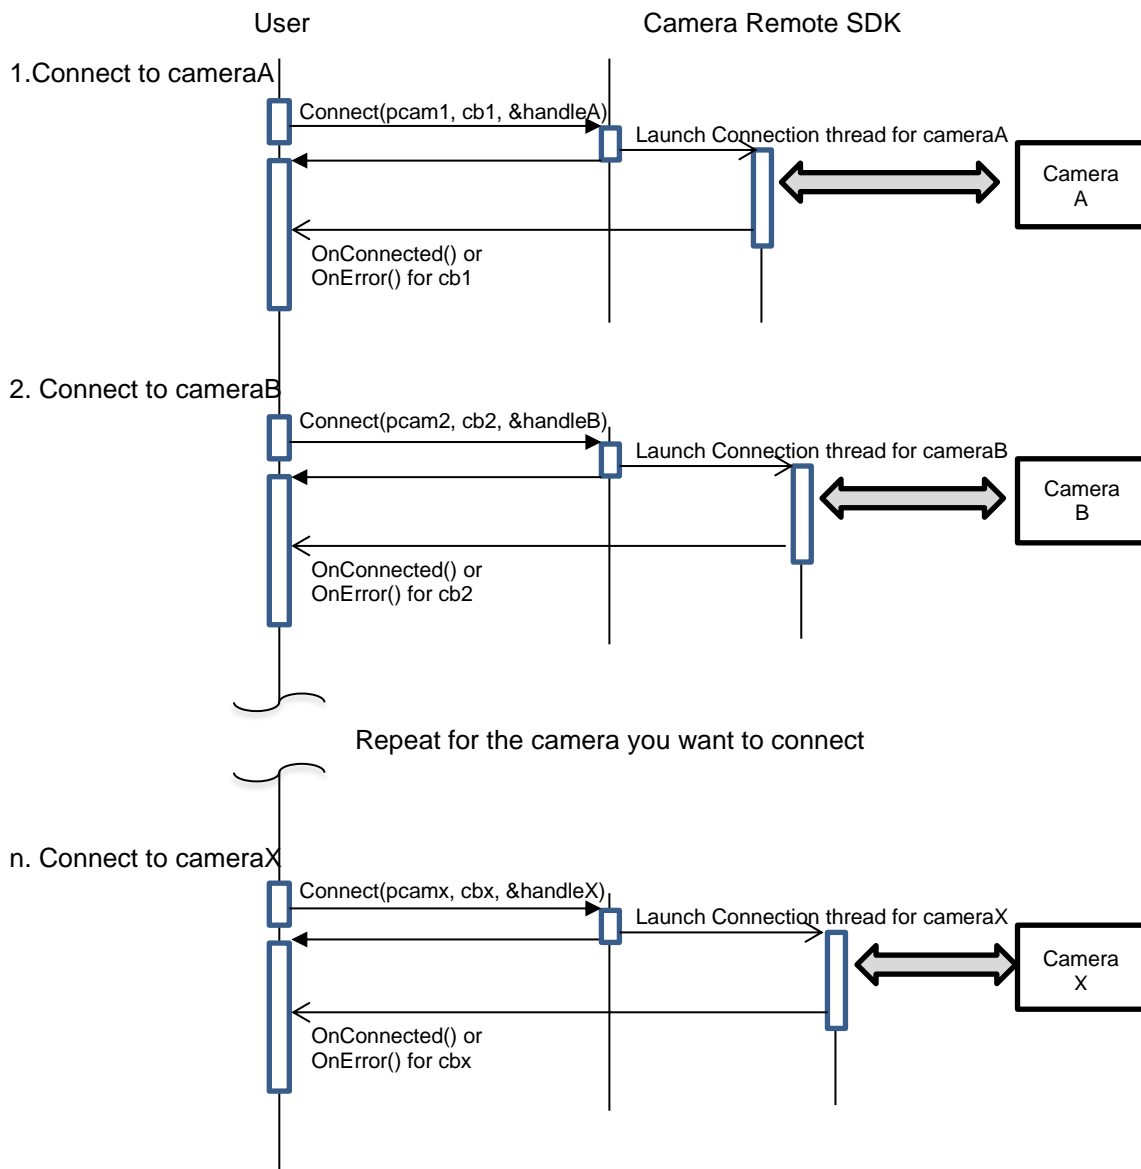 User
Camera Remote SDK
1.Connect to cameraA
Connect(pcam1, cb1, &handleA)
Launch Connection thread for cameraA
Camera
A
OnConnected() or
OnError() for cb1
2. Connect to cameraB
Connect(pcam2, cb2, &handleB)
Launch Connection thread for cameraB
Camera
B
OnConnected() or
OnError() for cb2
Repeat for the camera you want to connect
n. Connect to cameraX
Connect(pcamx, cbx, &handleX)
Launch Connection thread for cameraX
Camera
X
OnConnected() or
OnError() for cbx